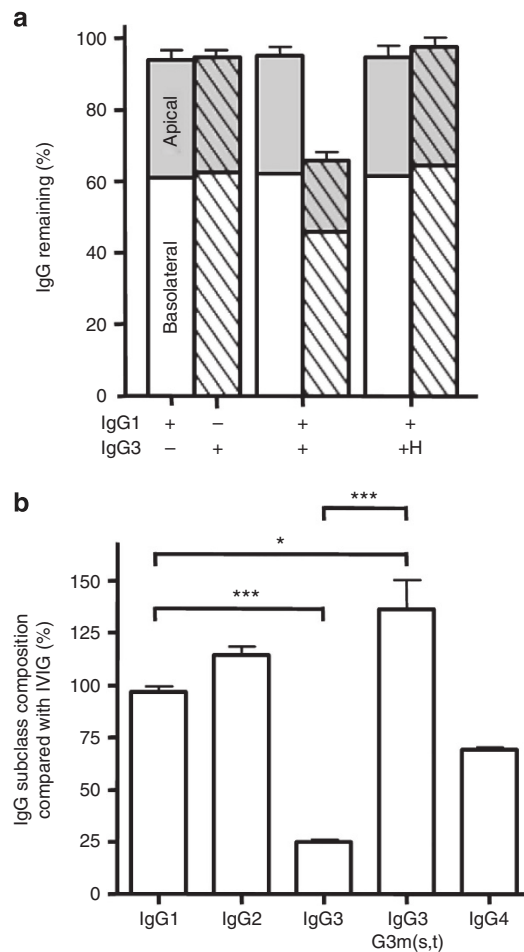 a
100
80
60
40
20
0
IgG remaining (%)
Apical
Basolateral
IgG1 + – + +
IgG3 – + + +H
b
***
*
***
150
125
100
75
50
25
0
IgG subclass composition
compared with IVIG (%)
IgG1 IgG2 IgG3 IgG3 IgG4
G3m(s,t)